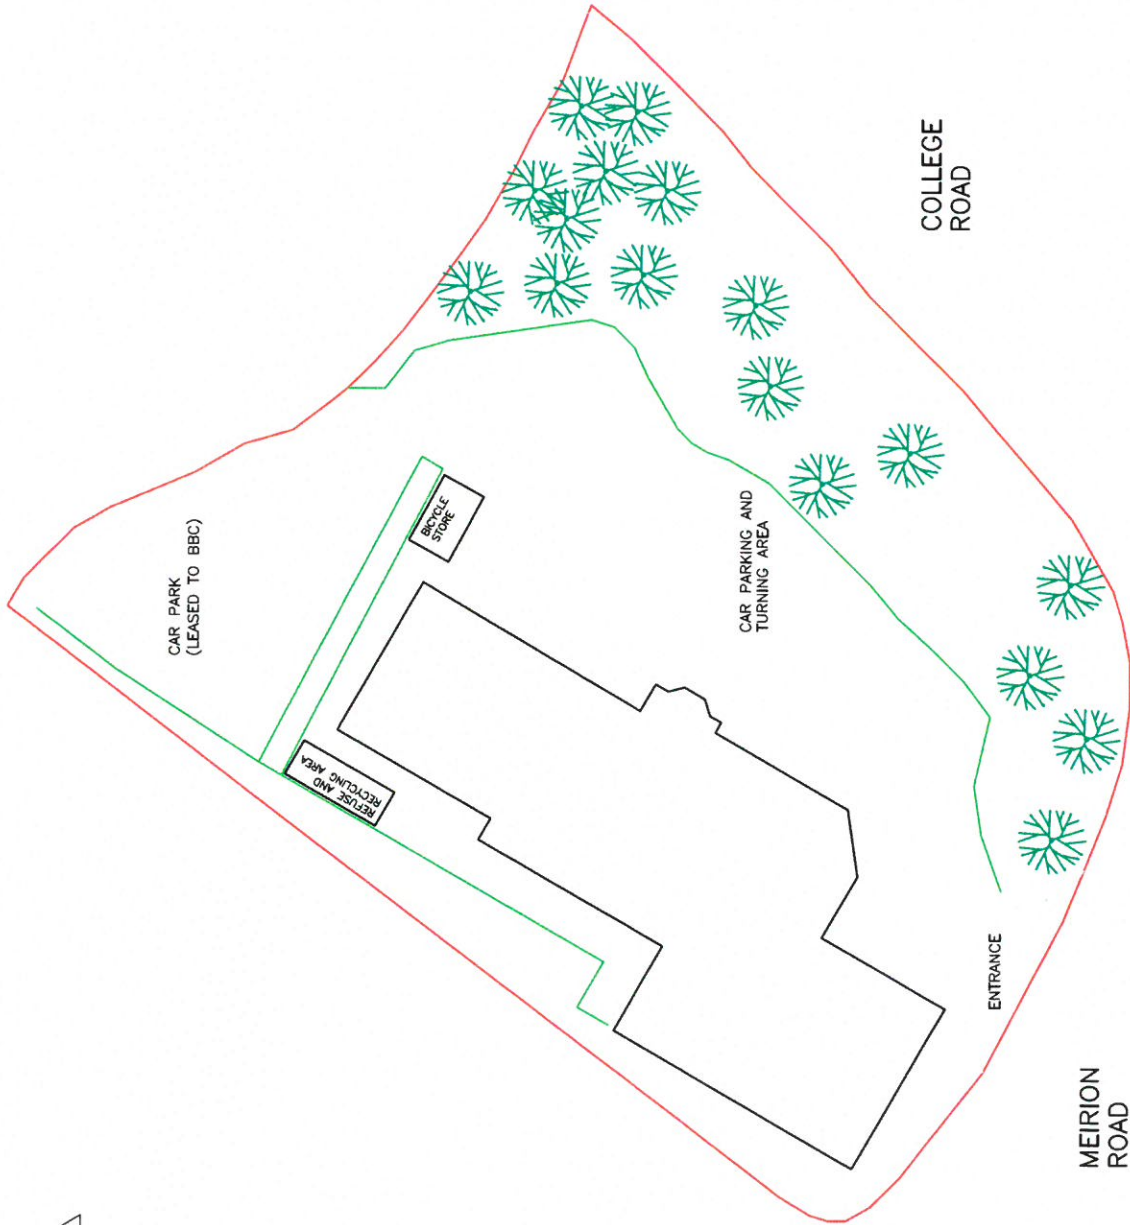 COLLEGE
ROAD
CAR PARK
(LEASED TO BBC)
BICYCLE
STORE
CAR PARKING AND
TURNING AREA
REFUSE AND
RECYCLING AREA
ENTRANCE
MEIRION
ROAD